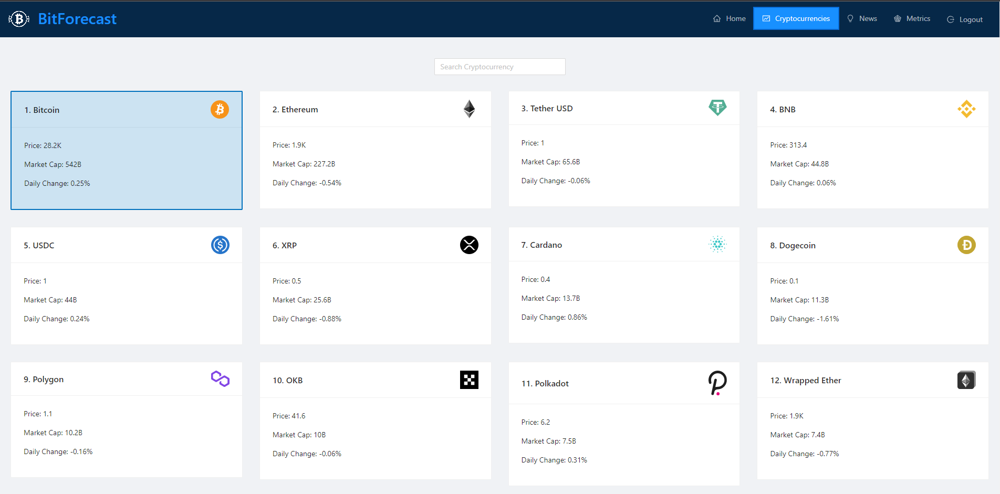 BitForecast
Home
Cryptocurrencies
News
Metrics
Logout
Search Cryptocurrency
1. Bitcoin
Price: 28.2K
Market Cap: 542B
Daily Change: 0.25%
2. Ethereum
Price: 1.9K
Market Cap: 227.2B
Daily Change: -0.54%
3. Tether USD
Price: 1
Market Cap: 65.6B
Daily Change: -0.06%
4. BNB
Price: 313.4
Market Cap: 44.8B
Daily Change: 0.06%
5. USDC
Price: 1
Market Cap: 44B
Daily Change: 0.24%
6. XRP
Price: 0.5
Market Cap: 25.6B
Daily Change: -0.88%
7. Cardano
Price: 0.4
Market Cap: 13.7B
Daily Change: 0.86%
8. Dogecoin
Price: 0.1
Market Cap: 11.3B
Daily Change: -1.61%
9. Polygon
Price: 1.1
Market Cap: 10.2B
Daily Change: -0.16%
10. OKB
Price: 41.6
Market Cap: 10B
Daily Change: -0.06%
11. Polkadot
Price: 6.2
Market Cap: 7.5B
Daily Change: 0.31%
12. Wrapped Ether
Price: 1.9K
Market Cap: 7.4B
Daily Change: -0.77%